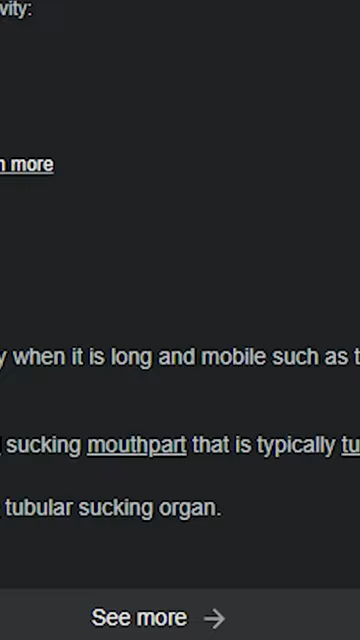 vity:
n more
y when it is long and mobile such as t
sucking mouthpart that is typically tu
tubular sucking organ.
See more →